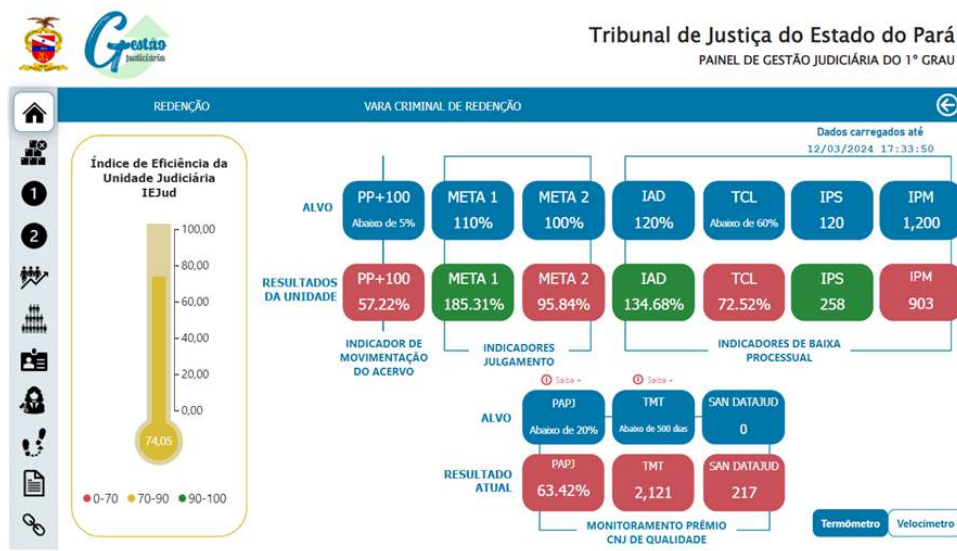 Gestão
Judiciária
Tribunal de Justiça do Estado do Pará
PAINEL DE GESTÃO JUDICIÁRIA DO 1º GRAU
REDENÇÃO
VARA CRIMINAL DE REDENÇÃO
Dados carregados até
12/03/2024 17:33:50
1
2
Índice de Eficiência da
Unidade Judiciária
IEJud
100,00
80,00
60,00
40,00
20,00
0,00
74,05
0-70 70-90 90-100
ALVO
PP+100 META 1 META 2 IAD TCL IPS IPM
Abaixo de 5% 110% 100% 120% Abaixo de 60% 120 1,200
RESULTADOS
DA UNIDADE
PP+100 META 1 META 2 IAD TCL IPS IPM
57.22% 185.31% 95.84% 134.68% 72.52% 258 903
INDICADOR DE
MOVIMENTAÇÃO
DO ACERVO
INDICADORES
JULGAMENTO
INDICADORES DE BAIXA
PROCESSUAL
Saiba +
Saiba +
ALVO
PAPJ TMT SAN DATAJUD
Abaixo de 20% Abaixo de 500 dias 0
RESULTADO
ATUAL
PAPJ TMT SAN DATAJUD
63.42% 2,121 217
MONITORAMENTO PRÊMIO
CNJ DE QUALIDADE
Termômetro Velocímetro